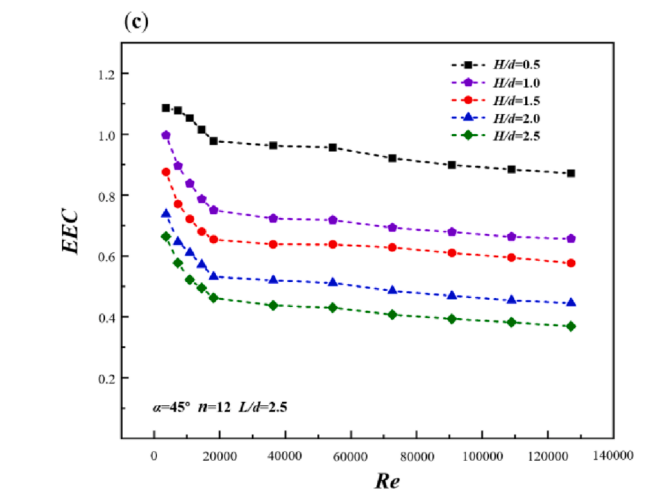 (c)
H/d=0.5
H/d=1.0
H/d=1.5
H/d=2.0
H/d=2.5
1.2
1.0
0.8
0.6
0.4
0.2
EEC
α=45° n=12 L/d=2.5
0 20000 40000 60000 80000 100000 120000 140000
Re